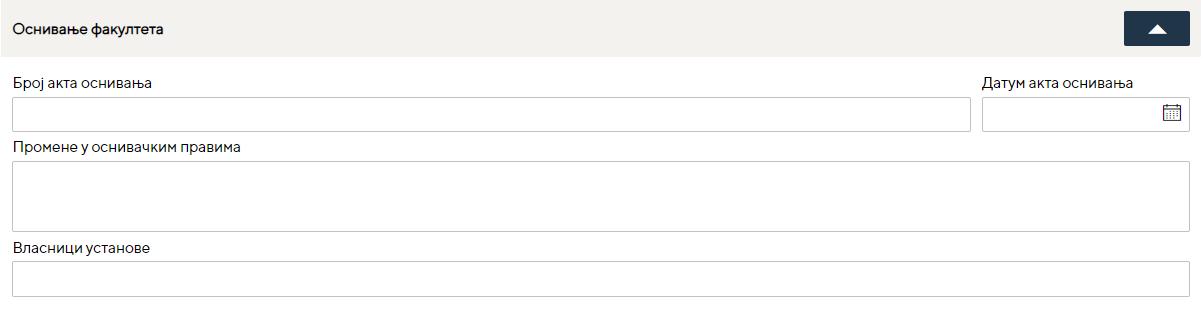 Оснивање факултета
Број акта оснивања
Датум акта оснивања
Промене у оснивачким правима
Власници установе